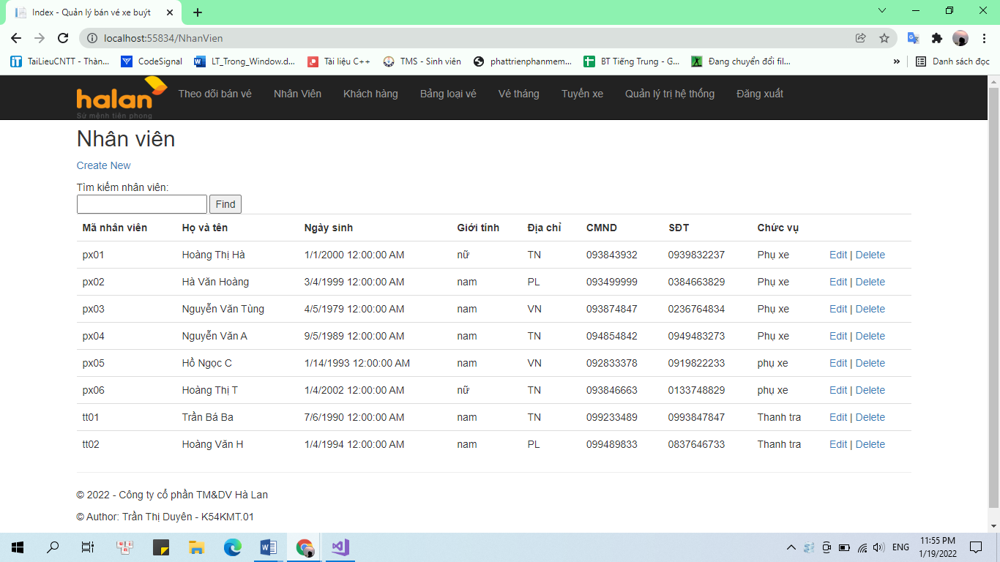 Index - Quản lý bán vé xe buýt
localhost:55834/NhanVien
TaiLieuCNTT - Thàn... CodeSignal LT_Trong_Window.d... Tài liệu C++ TMS - Sinh viên phattrienphanmem... BT Tiếng Trung - G... Đang chuyển đổi fil... » Danh sách đọc
halan
Sứ mệnh tiên phong
Theo dõi bán vé Nhân Viên Khách hàng Bảng loại vé Vé tháng Tuyến xe Quản lý trị hệ thống Đăng xuất
Nhân viên
Create New
Tìm kiếm nhân viên:
Find
Mã nhân viên Họ và tên Ngày sinh Giới tính Địa chỉ CMND SĐT Chức vụ
px01 Hoàng Thị Hà 1/1/2000 12:00:00 AM nữ TN 093843932 0939832237 Phụ xe Edit | Delete
px02 Hà Văn Hoàng 3/4/1999 12:00:00 AM nam PL 093499999 0384663829 Phụ xe Edit | Delete
px03 Nguyễn Văn Tùng 4/5/1979 12:00:00 AM nam VN 093874847 0236764834 Phụ xe Edit | Delete
px04 Nguyễn Văn A 9/5/1989 12:00:00 AM nam TN 094854842 0949483273 Phụ xe Edit | Delete
px05 Hồ Ngọc C 1/14/1993 12:00:00 AM nam VN 092833378 0919822233 phụ xe Edit | Delete
px06 Hoàng Thị T 1/4/2002 12:00:00 AM nữ TN 093846663 0133748829 phụ xe Edit | Delete
tt01 Trần Bá Ba 7/6/1990 12:00:00 AM nam TN 099233489 0993847847 Thanh tra Edit | Delete
tt02 Hoàng Văn H 1/4/1994 12:00:00 AM nam PL 099489833 0837646733 Thanh tra Edit | Delete
© 2022 - Công ty cổ phần TM&DV Hà Lan
© Author: Trần Thị Duyên - K54KMT.01
ENG
11:55 PM
1/19/2022